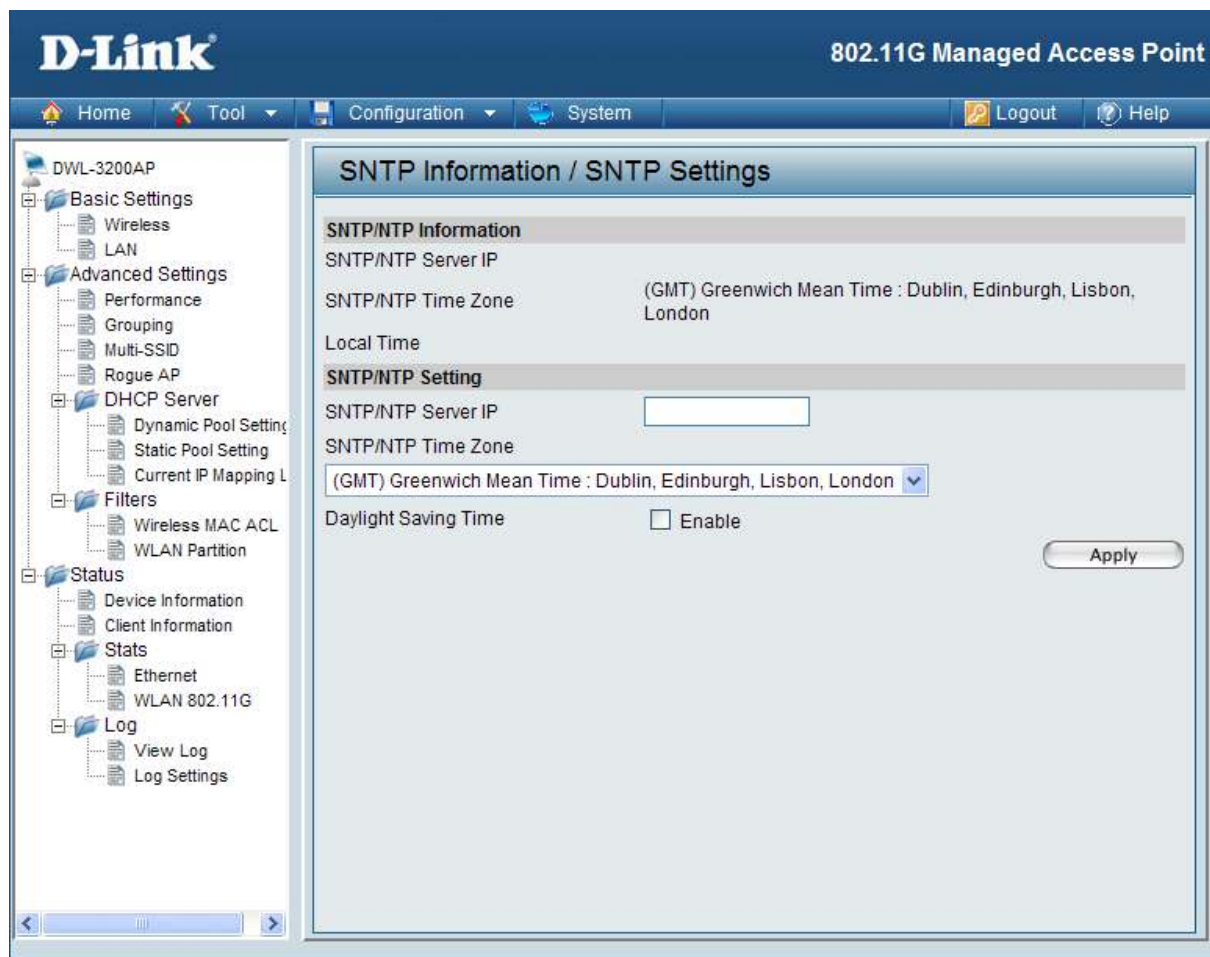 D-Link
802.11G Managed Access Point
Home Tool Configuration System Logout Help
DWL-3200AP
Basic Settings
Wireless
LAN
Advanced Settings
Performance
Grouping
Multi-SSID
Rogue AP
DHCP Server
Dynamic Pool Setting
Static Pool Setting
Current IP Mapping L
Filters
Wireless MAC ACL
WLAN Partition
Status
Device Information
Client Information
Stats
Ethernet
WLAN 802.11G
Log
View Log
Log Settings
SNTP Information / SNTP Settings
SNTP/NTP Information
SNTP/NTP Server IP
SNTP/NTP Time Zone
(GMT) Greenwich Mean Time : Dublin, Edinburgh, Lisbon,
London
Local Time
SNTP/NTP Setting
SNTP/NTP Server IP
SNTP/NTP Time Zone
(GMT) Greenwich Mean Time : Dublin, Edinburgh, Lisbon, London
Daylight Saving Time Enable
Apply